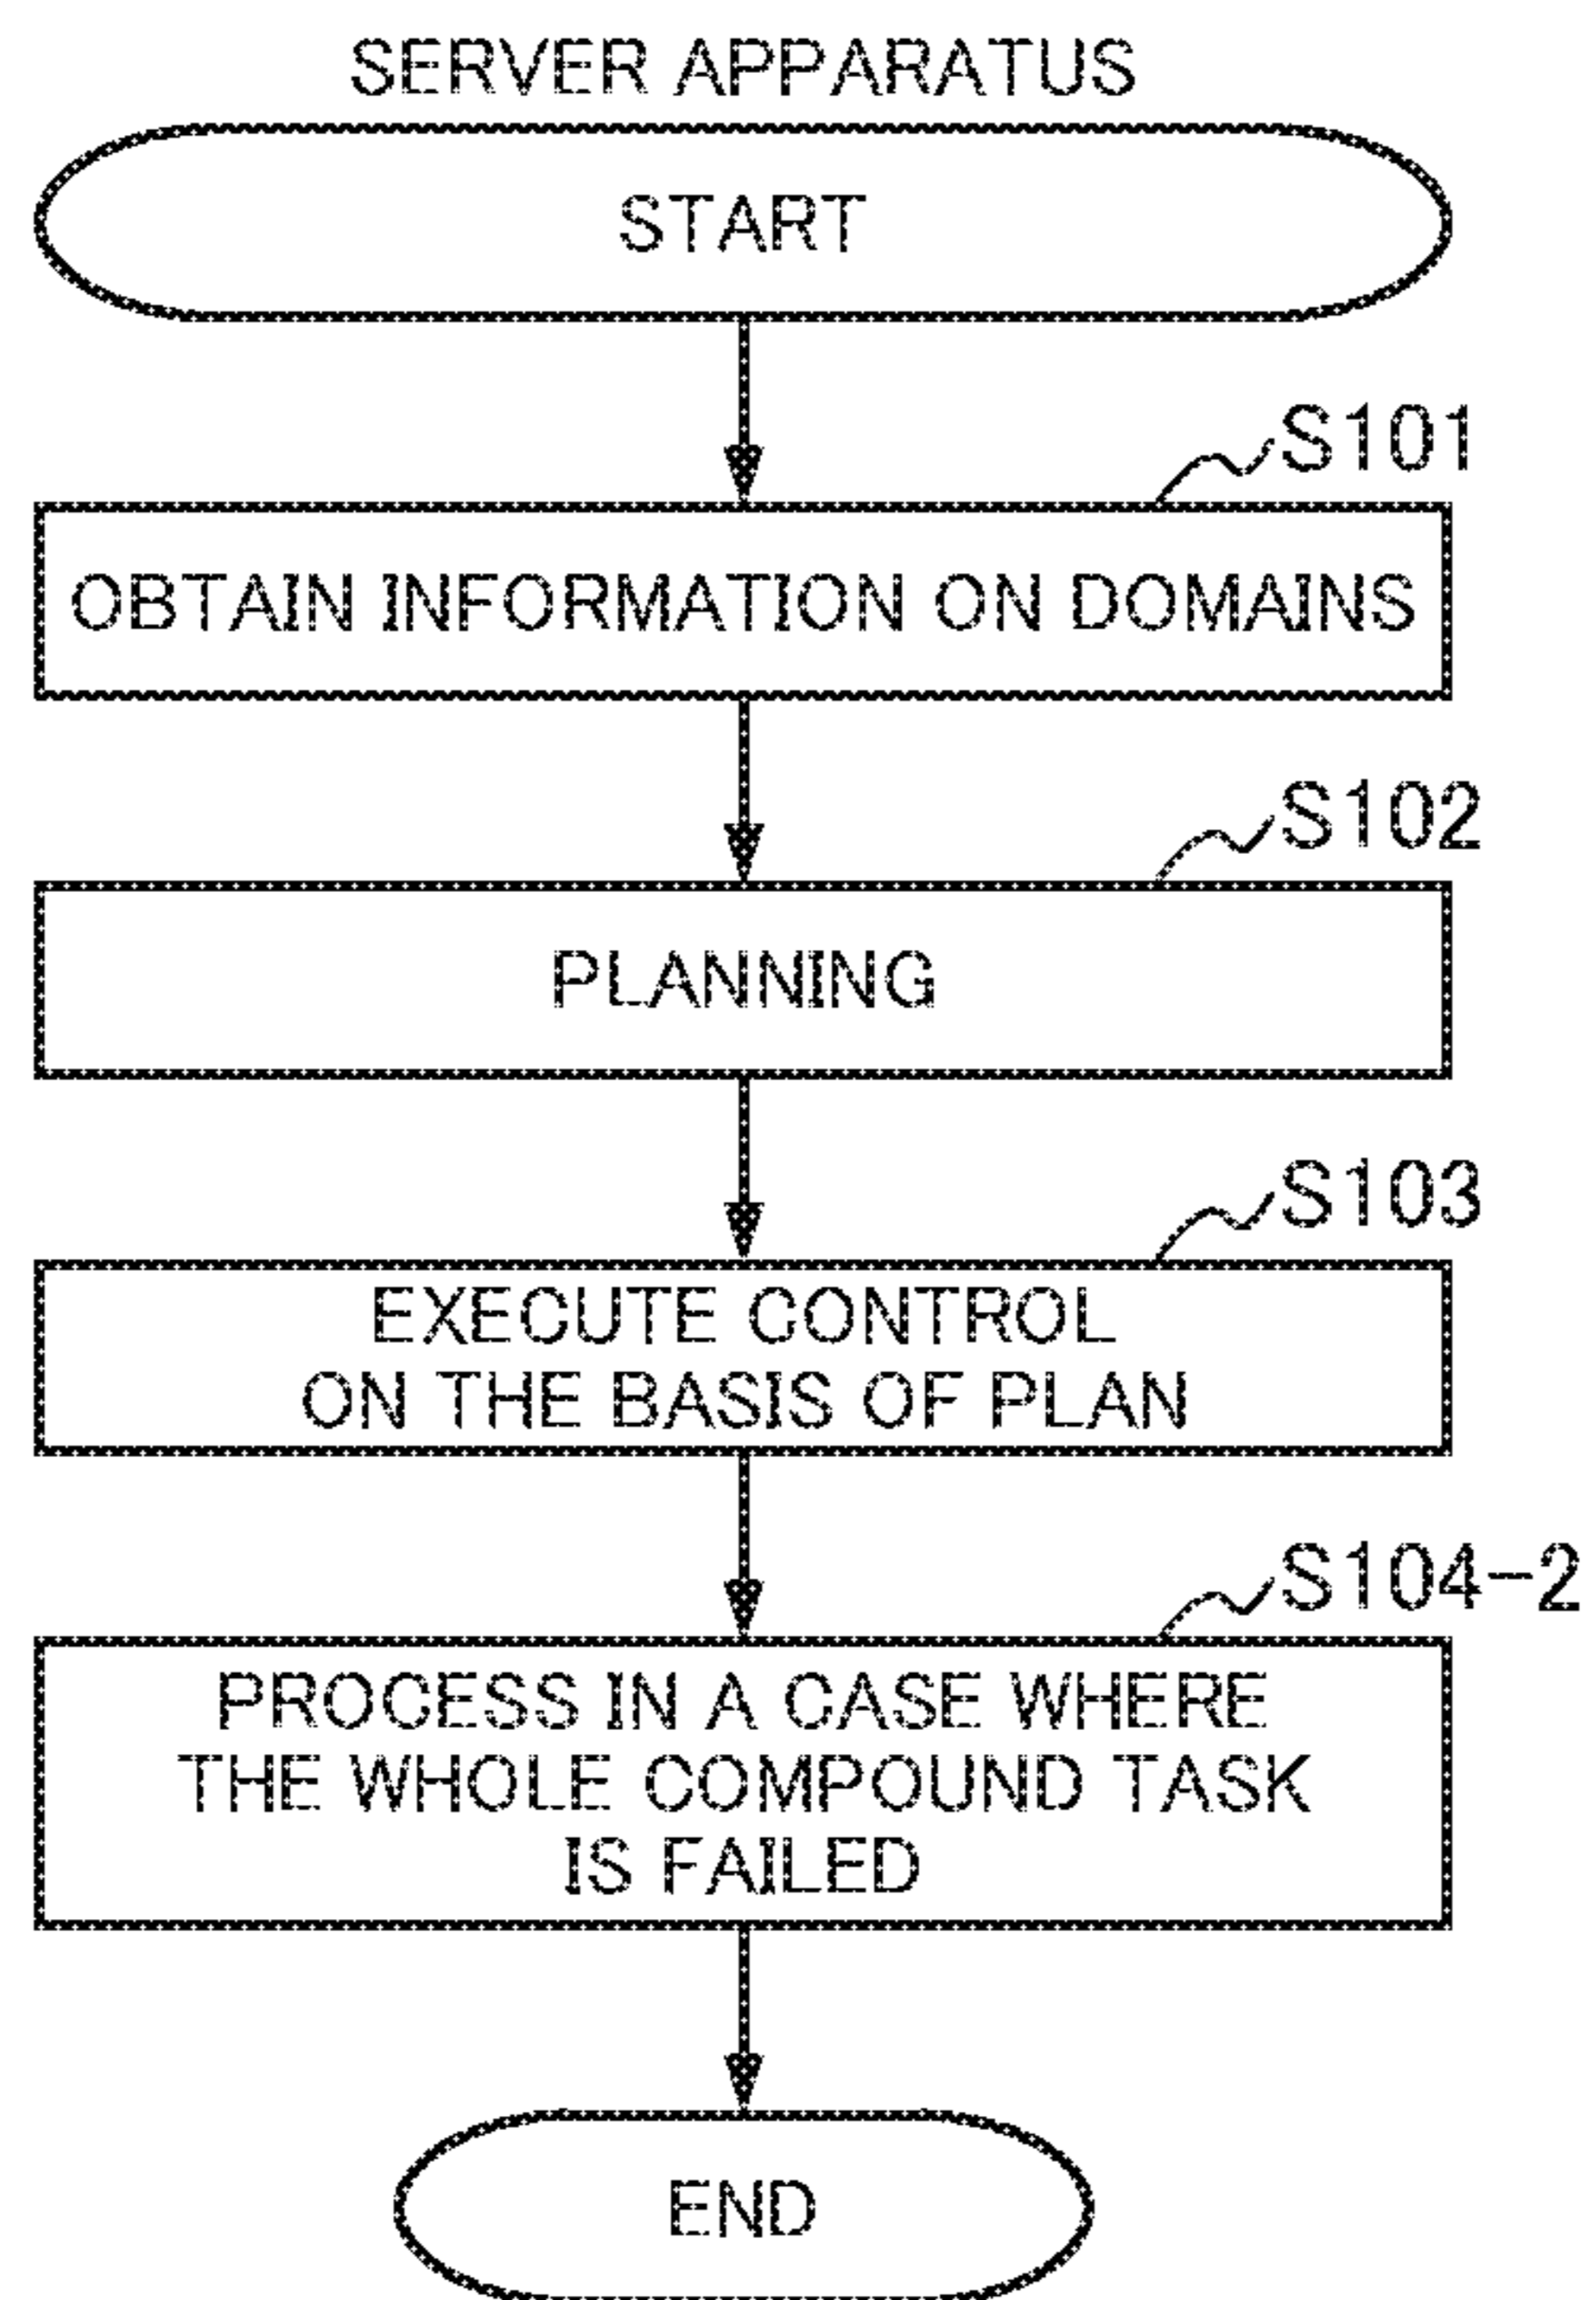 SERVER APPARATUS
START
S101
OBTAIN INFORMATION ON DOMAINS
S102
PLANNING
S103
EXECUTE CONTROL
ON THE BASIS OF PLAN
S104-2
PROCESS IN A CASE WHERE
THE WHOLE COMPOUND TASK
IS FAILED
END